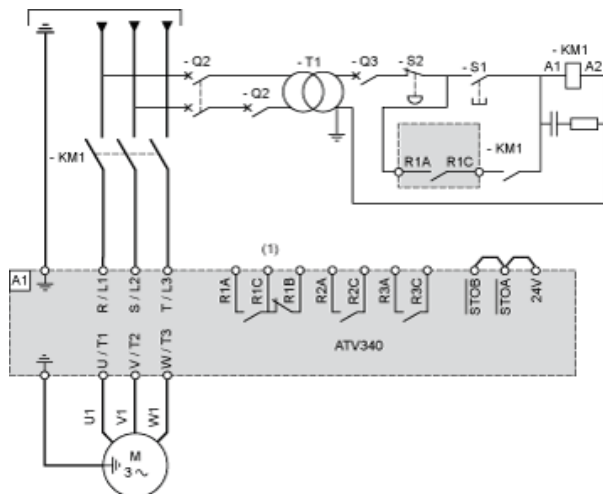 - KM1
- Q2
- T1
- Q3
- S2
- S1
A1
A2
- Q2
- KM1
R1A
R1C
- KM1
(1)
A1
R / L1
S / L2
T / L3
R1A
R1C
R1B
R2A
R2C
R3A
R3C
STOB
STOA
24V
ATV340
U / T1
V / T2
W / T3
U1
V1
W1
M
3 ~